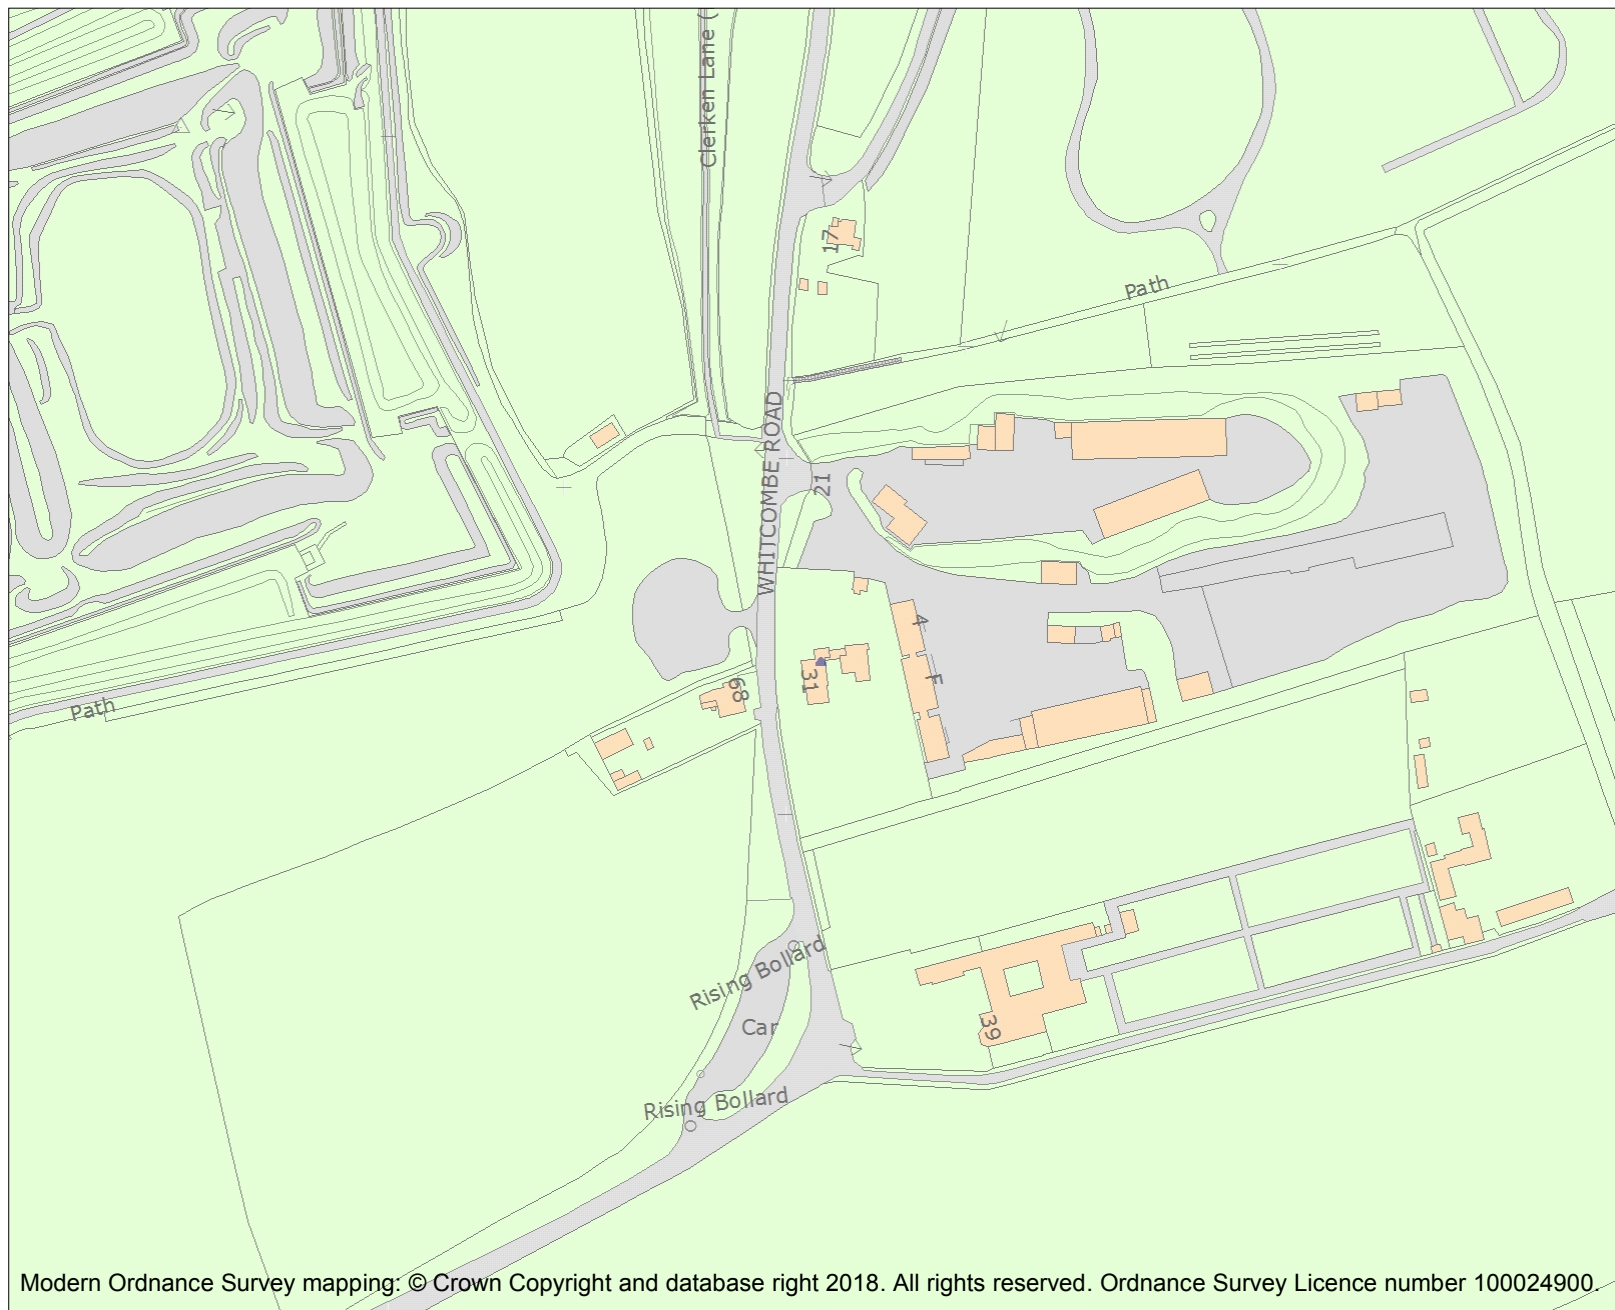 Clerken Lane (
17
Path
WHITCOMBE ROAD
21
4
F
31
68
Path
Rising Bollard
Car
39
Rising Bollard
Modern Ordnance Survey mapping: © Crown Copyright and database right 2018. All rights reserved. Ordnance Survey Licence number 100024900.